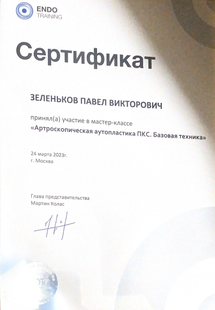 ENDO
TRAINING
Сертификат
ЗЕЛЕНЬКОВ ПАВЕЛ ВИКТОРОВИЧ
принял(а) участие в мастер-классе
«Артроскопическая аутопластика ПКС. Базовая техника»
24 марта 2023г.
г. Москва
Глава представительства
Мартин Колас